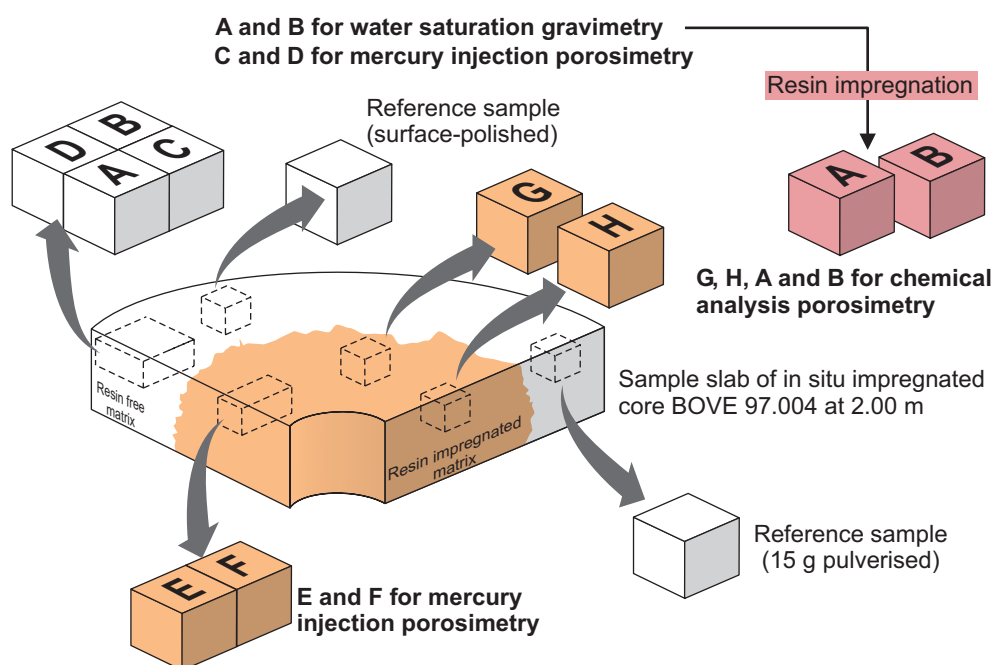 A and B for water saturation gravimetry
C and D for mercury injection porosimetry
Resin impregnation
Reference sample
(surface-polished)
B
D
C
A
G
H
A
B
G, H, A and B for chemical
analysis porosimetry
Resin free
matrix
Resin impregnated
matrix
Sample slab of in situ impregnated
core BOVE 97.004 at 2.00 m
Reference sample
(15 g pulverised)
E
F
E and F for mercury
injection porosimetry